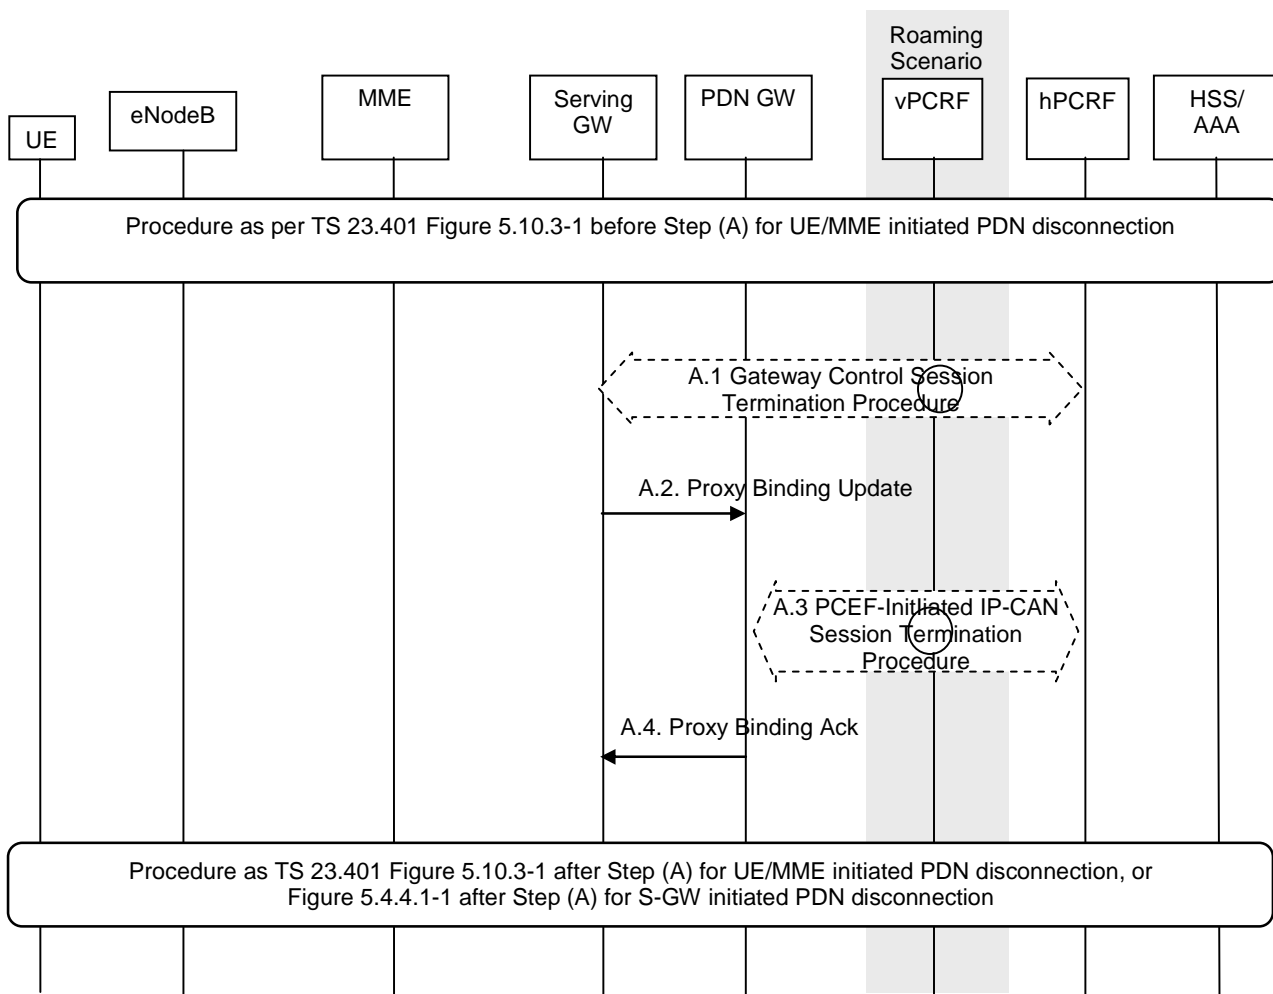 Roaming
Scenario
UE
eNodeB
MME
Serving
GW
PDN GW
vPCRF
hPCRF
HSS/
AAA
Procedure as per TS 23.401 Figure 5.10.3-1 before Step (A) for UE/MME initiated PDN disconnection
A.1 Gateway Control Session
Termination Procedure
A.2. Proxy Binding Update
A.3 PCEF-Initliated IP-CAN
Session Termination
Procedure
A.4. Proxy Binding Ack
Procedure as TS 23.401 Figure 5.10.3-1 after Step (A) for UE/MME initiated PDN disconnection, or
Figure 5.4.4.1-1 after Step (A) for S-GW initiated PDN disconnection